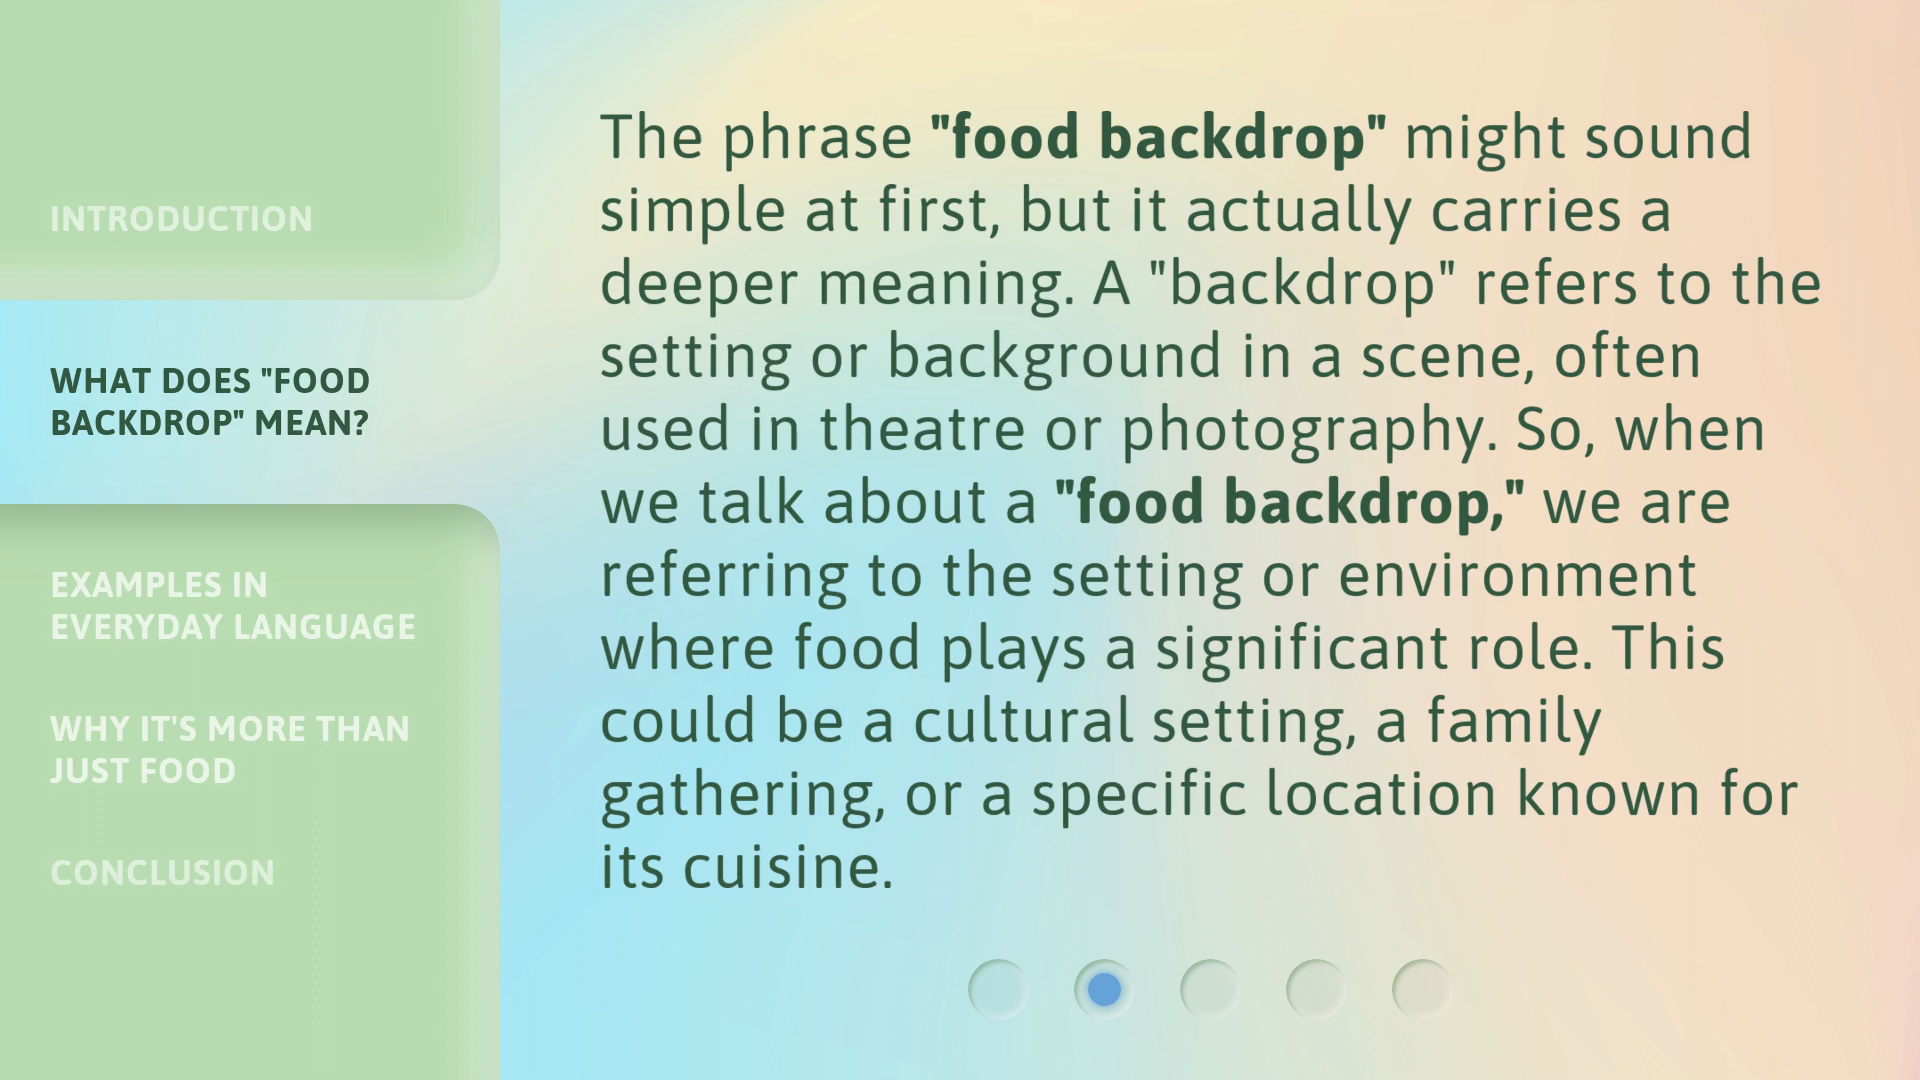 INTRODUCTION
WHAT DOES "FOOD
BACKDROP" MEAN?
EXAMPLES IN
EVERYDAY LANGUAGE
WHY IT'S MORE THAN
JUST FOOD
CONCLUSION
The phrase "food backdrop" might sound
simple at first, but it actually carries a
deeper meaning. A "backdrop" refers to the
setting or background in a scene, often
used in theatre or photography. So, when
we talk about a "food backdrop," we are
referring to the setting or environment
where food plays a significant role. This
could be a cultural setting, a family
gathering, or a specific location known for
its cuisine.